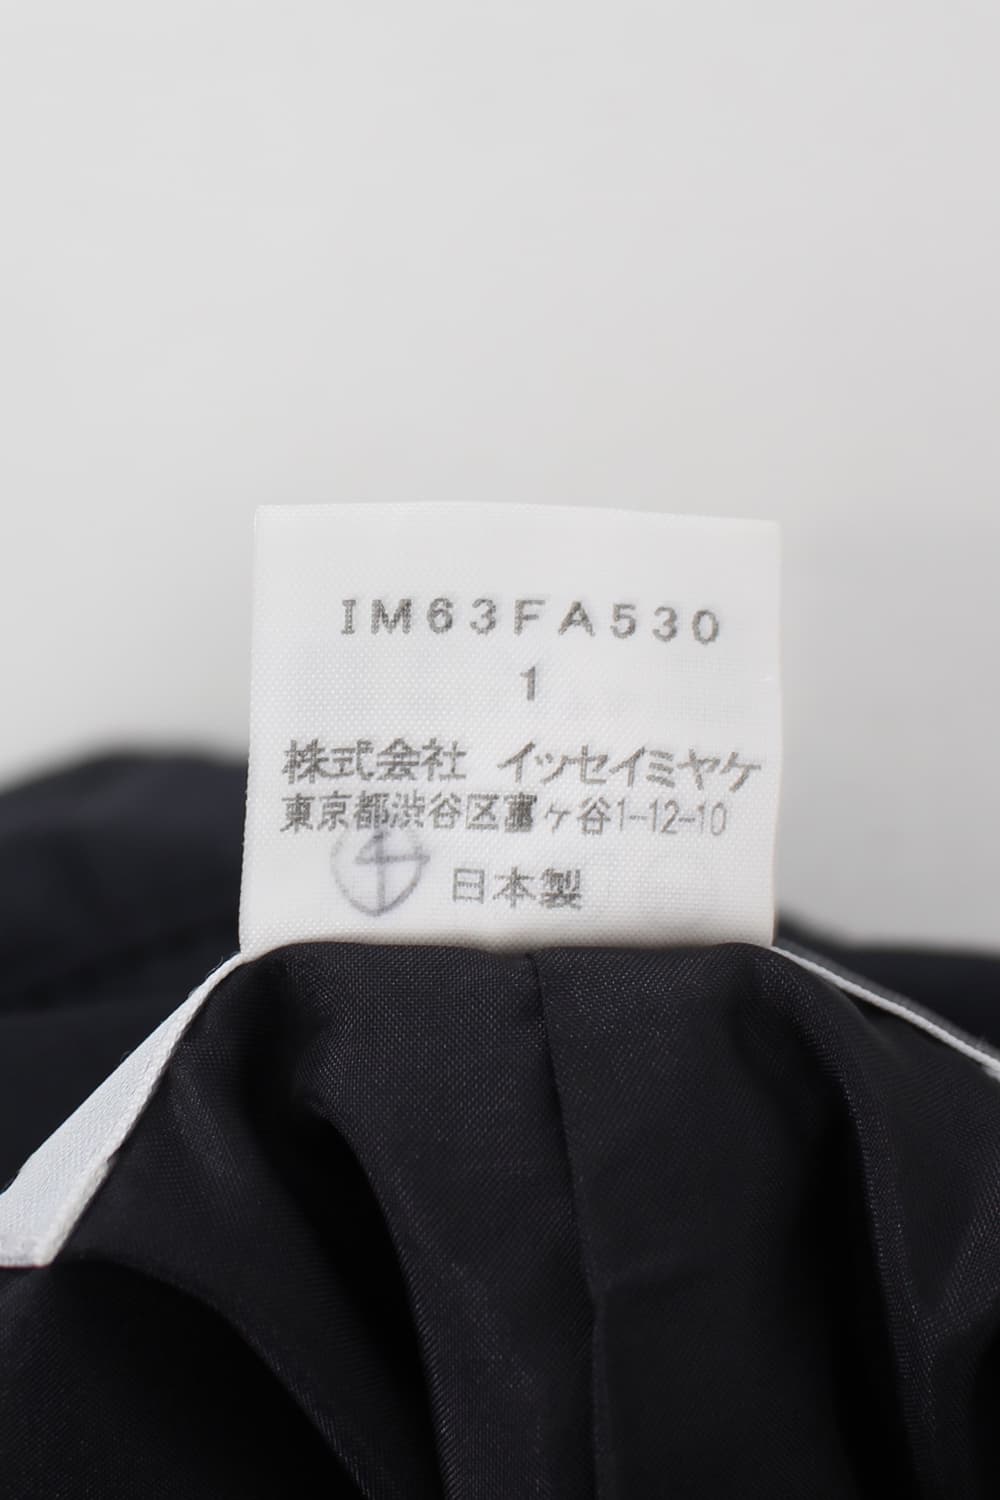 IM63FA530
1
株式会社 イッセイミヤケ
東京都渋谷区富ヶ谷1-12-10
日本製